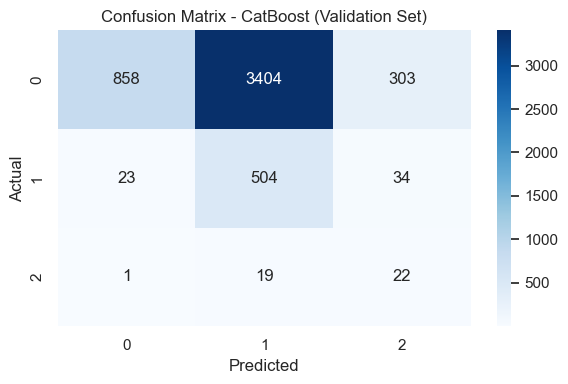 Confusion Matrix - CatBoost (Validation Set)
0 858 3404 303
1 23 504 34
2 1 19 22
0 1 2
Actual
Predicted
3000
2500
2000
1500
1000
500